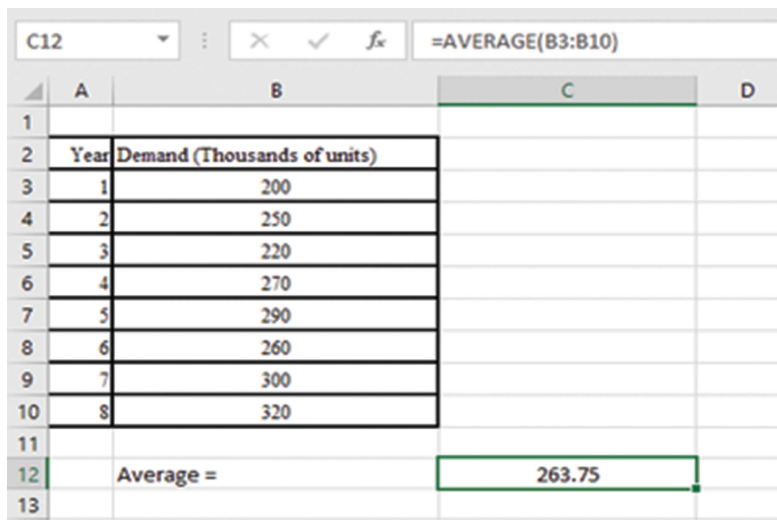 C12 fx =AVERAGE(B3:B10)
A B C D
1
2 Year Demand (Thousands of units)
3 1 200
4 2 250
5 3 220
6 4 270
7 5 290
8 6 260
9 7 300
10 8 320
11
12 Average = 263.75
13